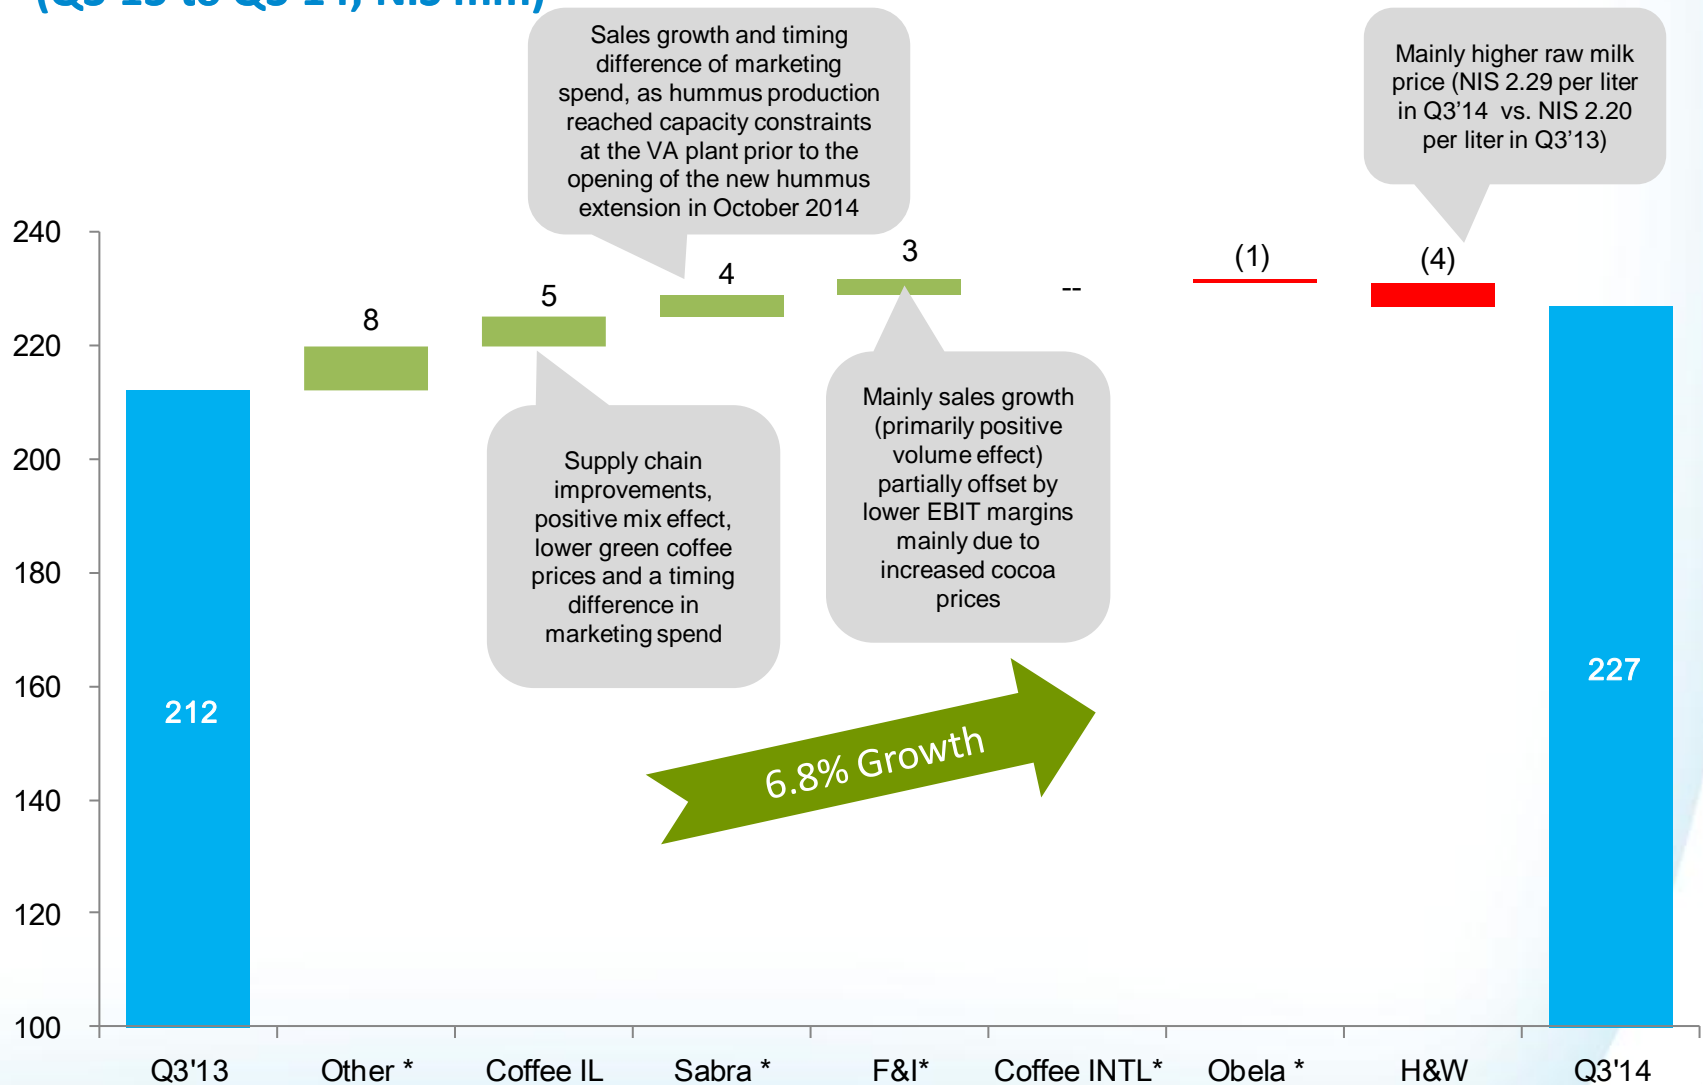 Sales growth and timing
difference of marketing
spend, as hummus production
reached capacity constraints
at the VA plant prior to the
opening of the new hummus
extension in October 2014
Mainly higher raw milk
price (NIS 2.29 per liter
in Q3’14 vs. NIS 2.20
per liter in Q3’13)
240
220
200
180
160
140
120
100
212
8
5
4
3
--
(1)
(4)
227
Supply chain
improvements,
positive mix effect,
lower green coffee
prices and a timing
difference in
marketing spend
Mainly sales growth
(primarily positive
volume effect)
partially offset by
lower EBIT margins
mainly due to
increased cocoa
prices
6.8% Growth
Q3'13
Other *
Coffee IL
Sabra *
F&I*
Coffee INTL*
Obela *
H&W
Q3'14